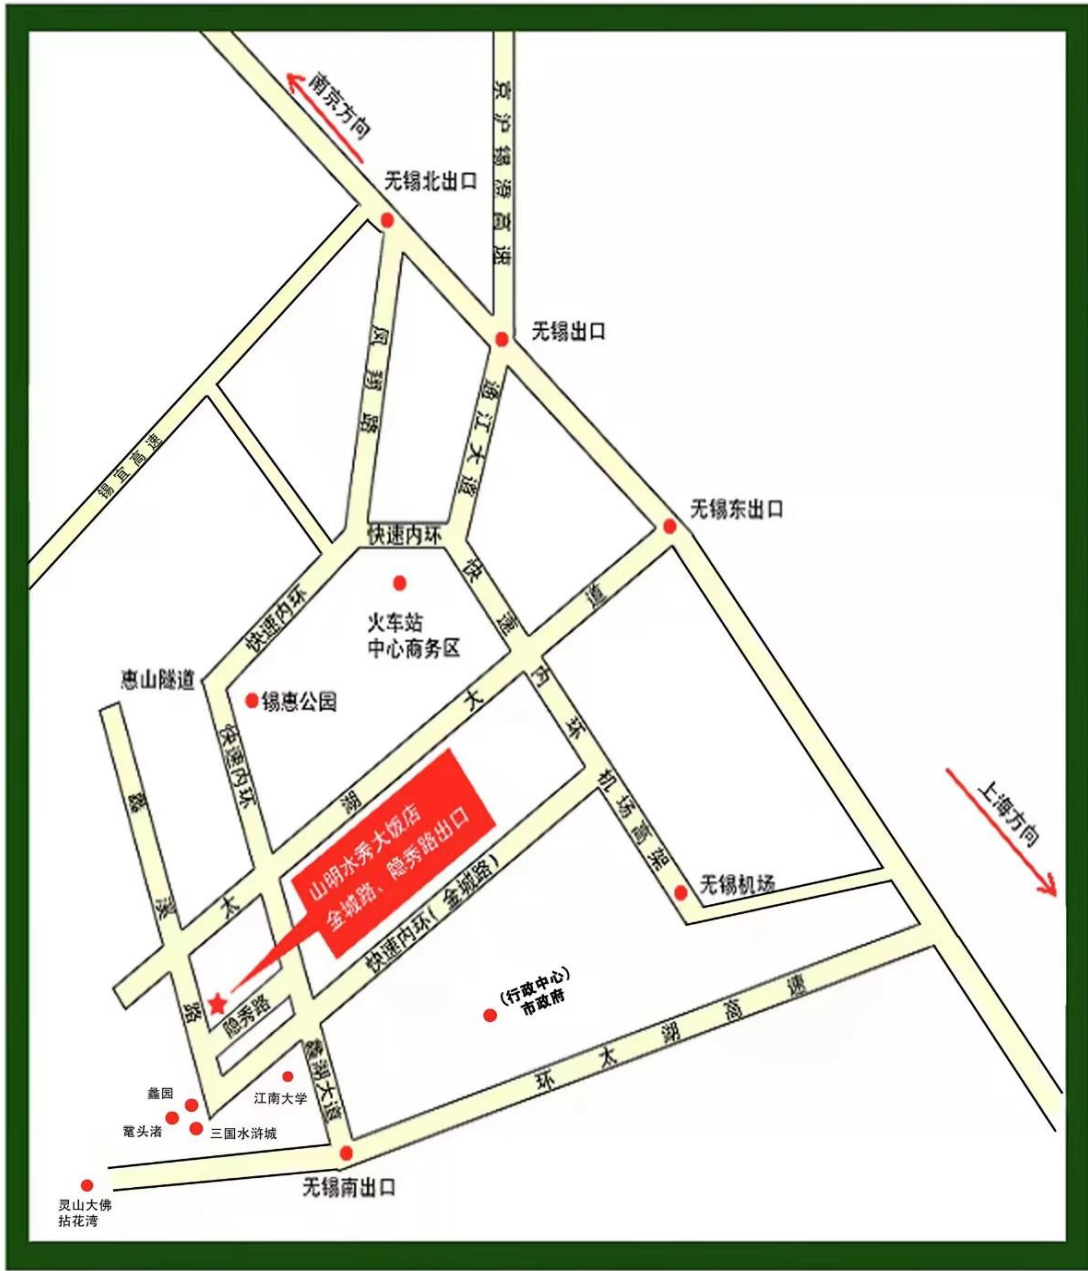 南京方向
京沪锡澄高速
无锡北出口
无锡出口
凤翔路
通江大道
锡宜高速
无锡东出口
快速内环
快速内环
快速内环
火车站
中心商务区
惠山隧道
锡惠公园
快速内环
太湖大道
机场高架
山明水秀大饭店
金城路、隐秀路出口
上海方向
蠡溪路
无锡机场
快速内环(金城路)
隐秀路
(行政中心)
市政府
环太湖高速
蠡湖大道
江南大学
蠡园
鼋头渚
三国水浒城
无锡南出口
灵山大佛
拈花湾